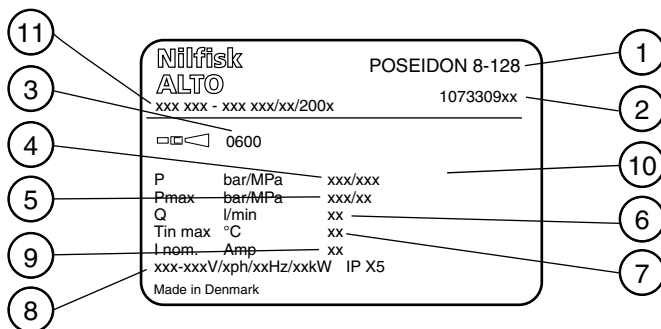 11
Nilfisk
ALTO
POSEIDON 8-128
1
xxx xxx - xxx xxx/xx/200x
1073309xx
2
3
0600
4
P bar/MPa xxx/xxx
10
5
Pmax bar/MPa xxx/xx
Q l/min xx
6
Tin max °C xx
7
9
I nom. Amp xx
xxx-xxxV/xph/xxHz/xxkW IP X5
8
Made in Denmark